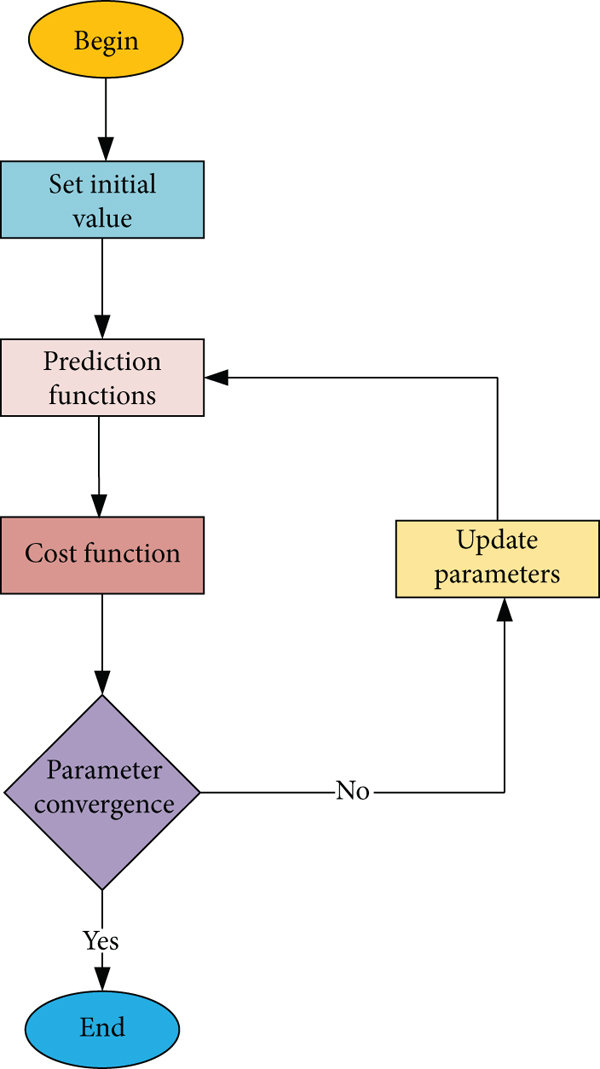 Begin
Set initial
value
Prediction
functions
Cost function
Update
parameters
Parameter
convergence
No
Yes
End